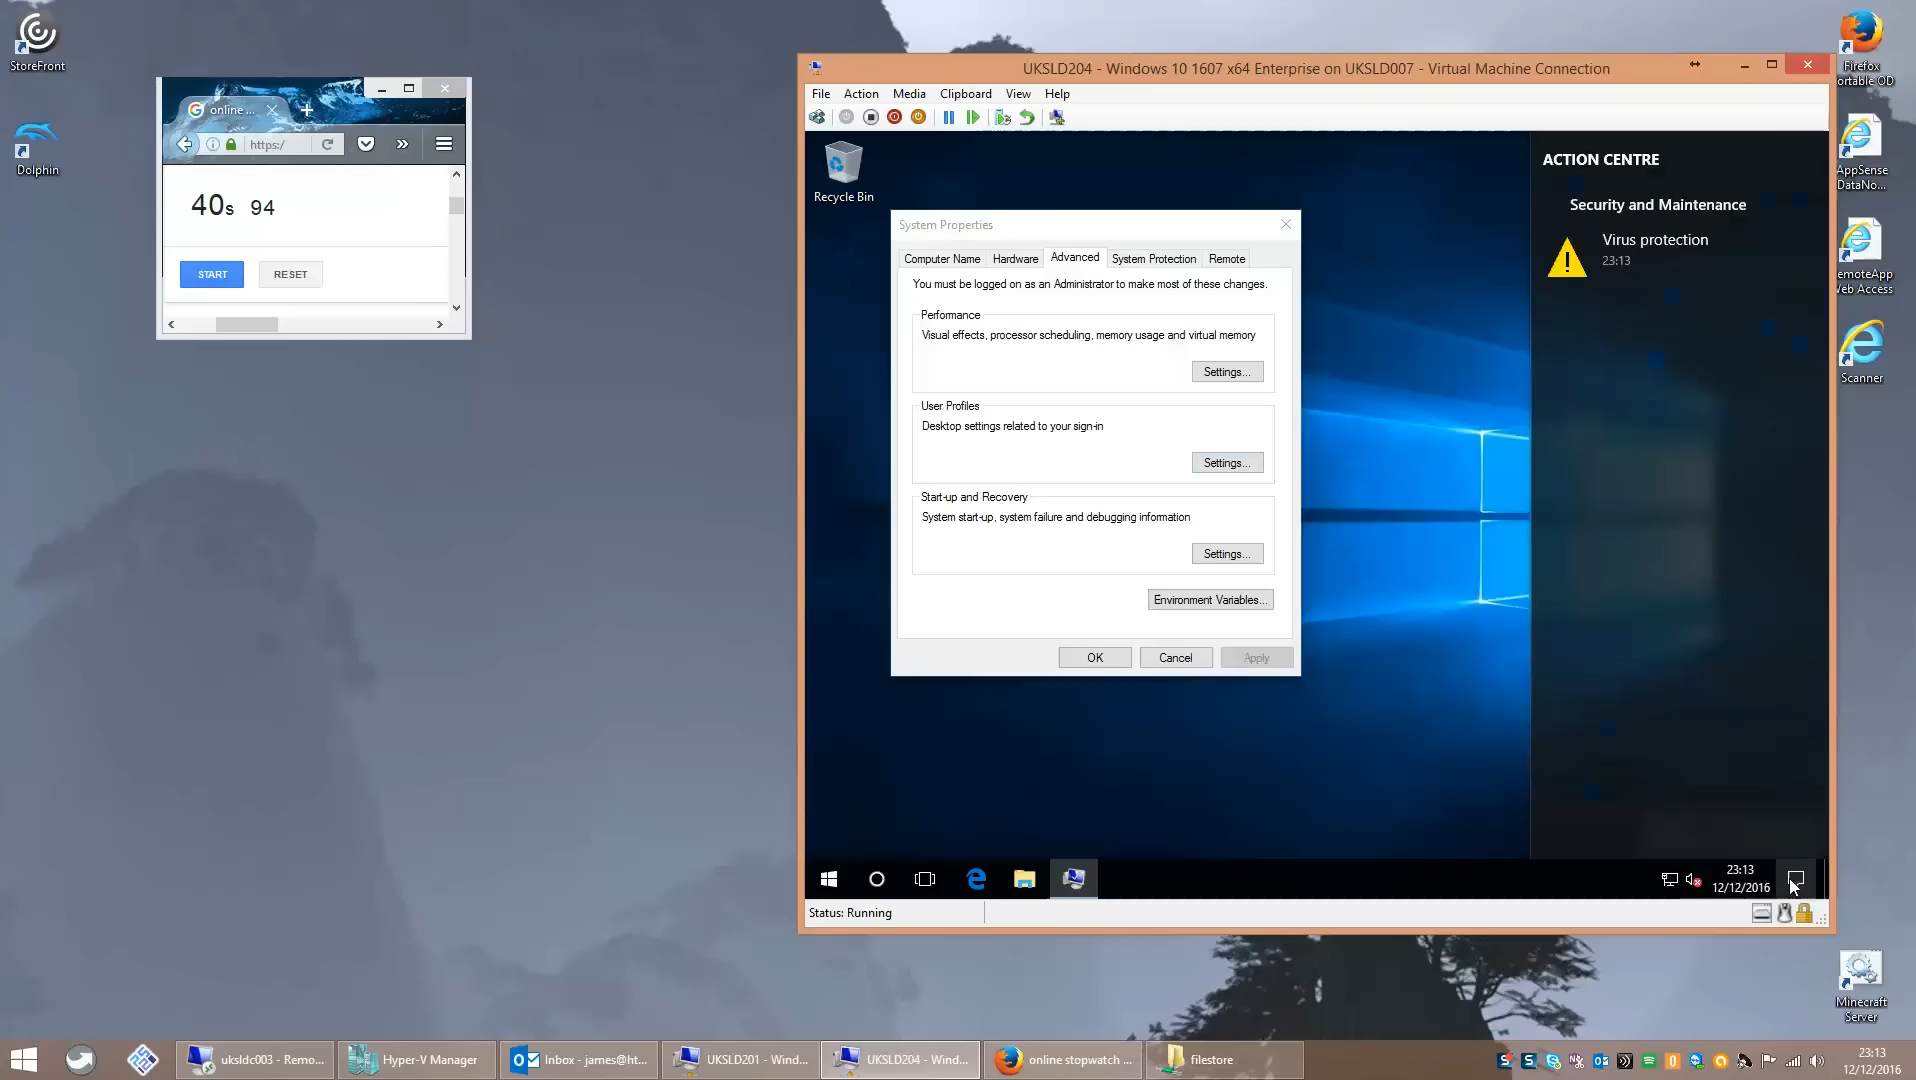 StoreFront
Dolphin
online ...
https:/
40s 94
START
RESET
UKSLD204 - Windows 10 1607 x64 Enterprise on UKSLD007 - Virtual Machine Connection
File Action Media Clipboard View Help
Recycle Bin
System Properties
Computer Name Hardware Advanced System Protection Remote
You must be logged on as an Administrator to make most of these changes.
Performance
Visual effects, processor scheduling, memory usage and virtual memory
Settings...
User Profiles
Desktop settings related to your sign-in
Settings...
Start-up and Recovery
System start-up, system failure and debugging information
Settings...
Environment Variables...
OK Cancel Apply
ACTION CENTRE
Security and Maintenance
Virus protection
23:13
23:13
12/12/2016
Status: Running
Firefox
ortable OD
AppSense
DataNo...
emoteApp
Web Access
Scanner
Minecraft
Server
uksldc003 - Remo...
Hyper-V Manager
Inbox - james@ht...
UKSLD201 - Wind...
UKSLD204 - Wind...
online stopwatch ...
filestore
23:13
12/12/2016